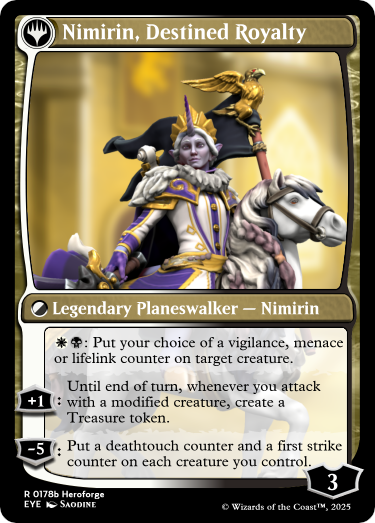 Nimirin, Destined Royalty
Legendary Planeswalker — Nimirin
: Put your choice of a vigilance, menace
or lifelink counter on target creature.
+1 : Until end of turn, whenever you attack
with a modified creature, create a
Treasure token.
-5 : Put a deathtouch counter and a first strike
counter on each creature you control.
3
R 0178b Heroforge
EYE Saodine
© Wizards of the Coast™, 2025